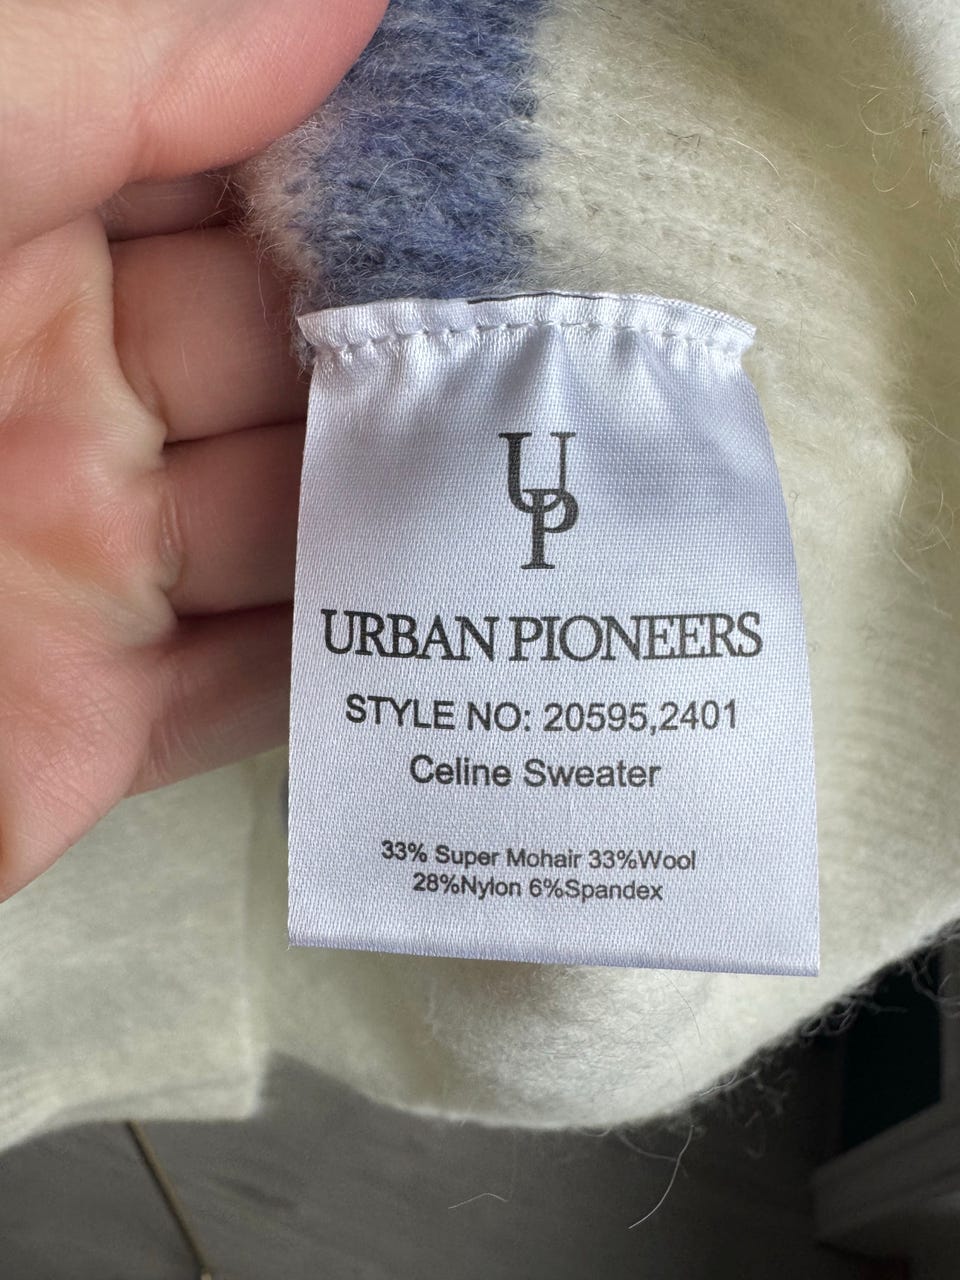 UP
URBAN PIONEERS
STYLE NO: 20595,2401
Celine Sweater
33% Super Mohair 33%Wool
28%Nylon 6%Spandex